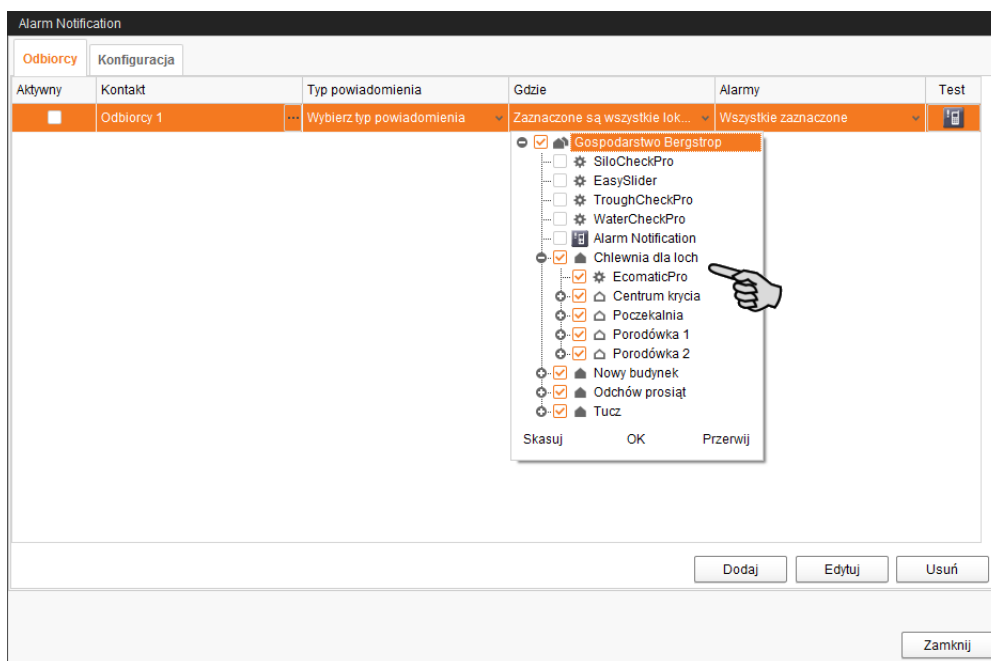 Alarm Notification
Odbiorcy Konfiguracja
Aktywny Kontakt Typ powiadomienia Gdzie Alarmy Test
Odbiorcy 1 ... Wybierz typ powiadomienia Zaznaczone są wszystkie lok... Wszystkie zaznaczone
Gospodarstwo Bergstrop
SiloCheckPro
EasySlider
TroughCheckPro
WaterCheckPro
Alarm Notification
Chlewnia dla loch
EcomaticPro
Centrum krycia
Poczekalnia
Porodówka 1
Porodówka 2
Nowy budynek
Odchów prosiąt
Tucz
Skasuj OK Przerwij
Dodaj Edytuj Usuń
Zamknij